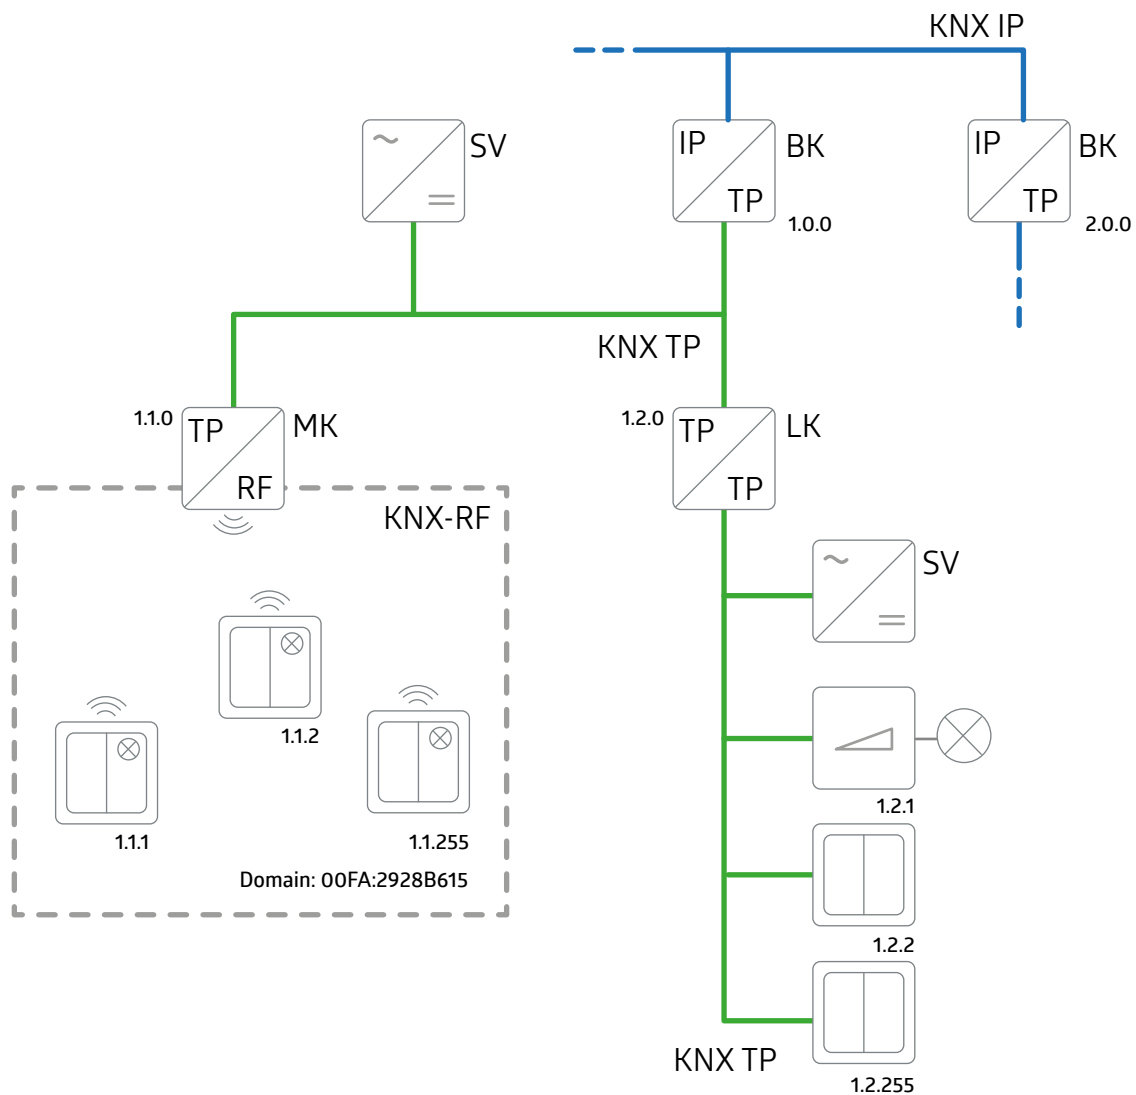 KNX IP
SV
IP
TP
BK
1.0.0
IP
TP
BK
2.0.0
KNX TP
1.1.0
TP
RF
MK
1.2.0
TP
TP
LK
KNX-RF
SV
1.1.2
1.1.1
1.1.255
Domain: 00FA:2928B615
1.2.1
1.2.2
KNX TP
1.2.255